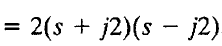 = 2(s + j2)(s − j2)